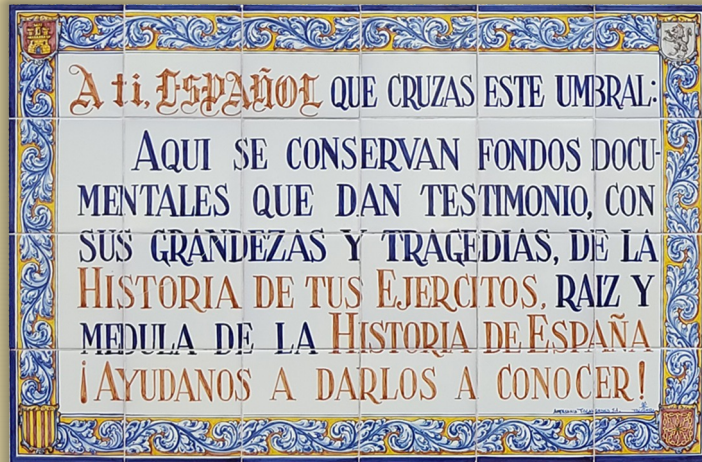 A ti, ESPAÑOL QUE CRUZAS ESTE UMBRAL:
AQUI SE CONSERVAN FONDOS DOCU-
MENTALES QUE DAN TESTIMONIO, CON
SUS GRANDEZAS Y TRAGEDIAS, DE LA
HISTORIA DE TUS EJERCITOS, RAIZ Y
MEDULA DE LA HISTORIA DE ESPAÑA
¡AYUDANOS A DARLOS A CONOCER!